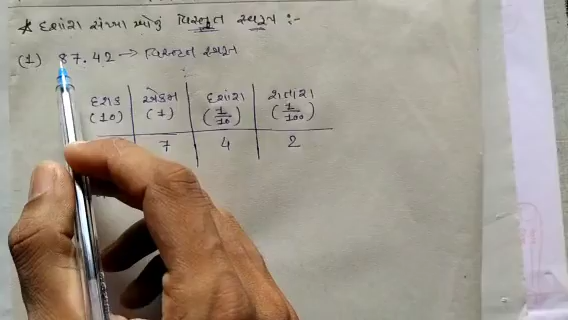 * દશાંશ સંખ્યાઓનું વિસ્તૃત સ્વરૂપ :-
(1) 87.42 → વિસ્તૃત સ્વરૂપ
દશક એકમ દશાંશ શતાંશ
(10) (1) (1/10) (1/100)
7 4 2